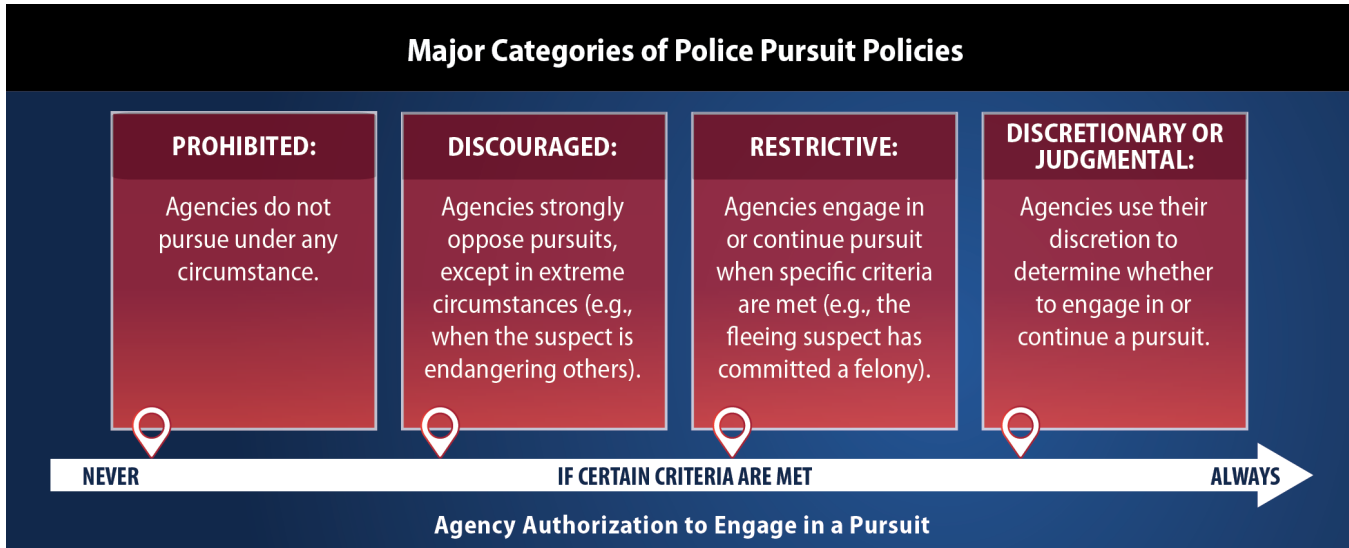 Major Categories of Police Pursuit Policies
PROHIBITED:
Agencies do not
pursue under any
circumstance.
DISCOURAGED:
Agencies strongly
oppose pursuits,
except in extreme
circumstances (e.g.,
when the suspect is
endangering others).
RESTRICTIVE:
Agencies engage in
or continue pursuit
when specific criteria
are met (e.g., the
fleeing suspect has
committed a felony).
DISCRETIONARY OR
JUDGMENTAL:
Agencies use their
discretion to
determine whether
to engage in or
continue a pursuit.
NEVER
IF CERTAIN CRITERIA ARE MET
ALWAYS
Agency Authorization to Engage in a Pursuit